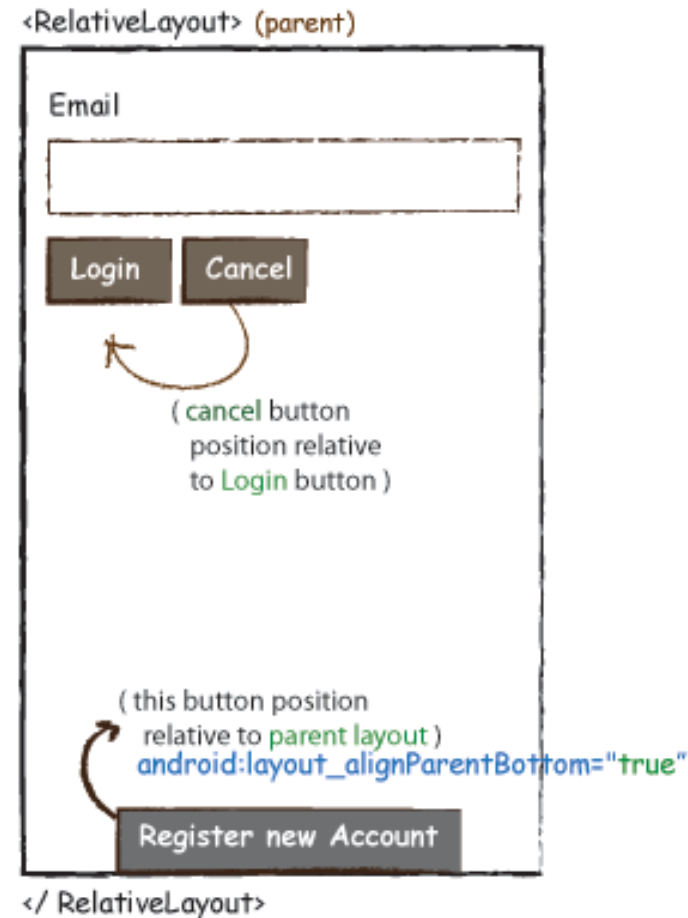 <RelativeLayout> (parent)
Email
Login Cancel
( cancel button
position relative
to Login button )
( this button position
relative to parent layout )
android:layout_alignParentBottom="true"
Register new Account
</ RelativeLayout>